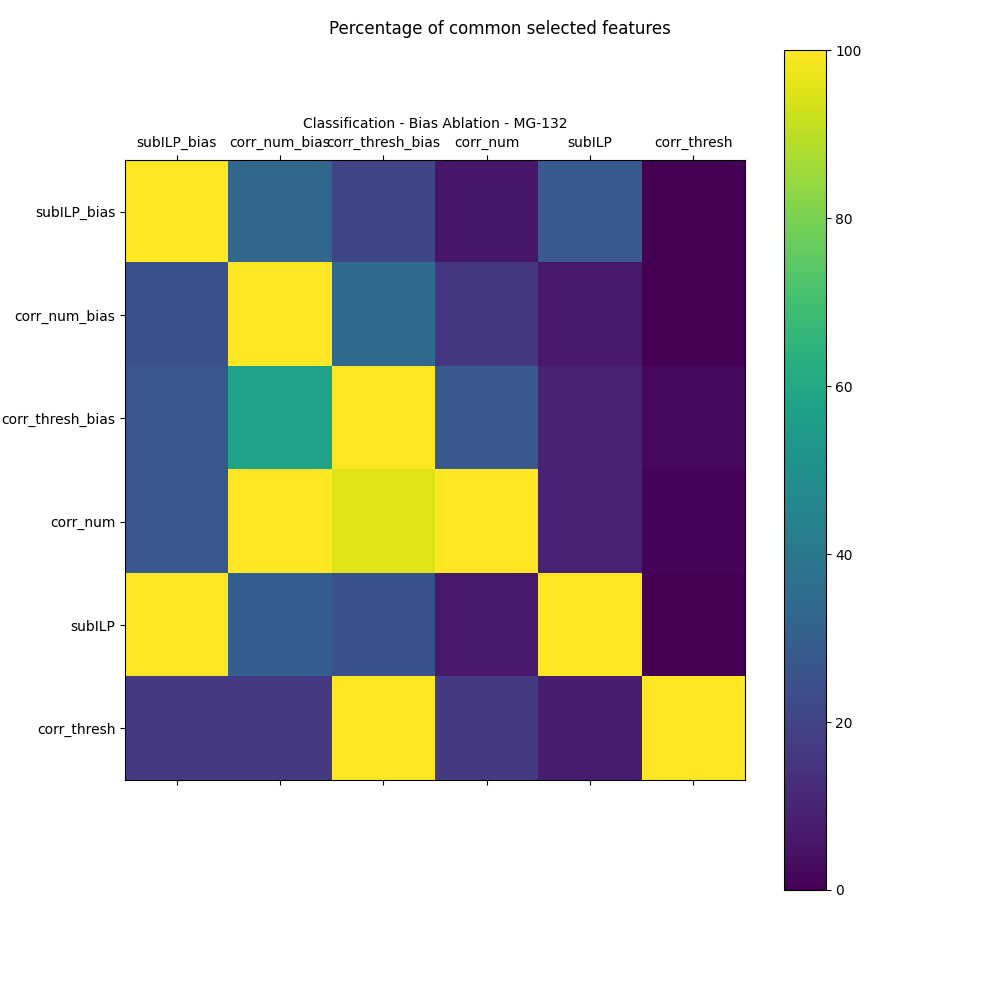 Percentage of common selected features
Classification - Bias Ablation - MG-132
subILP_bias corr_num_bias corr_thresh_bias corr_num subILP corr_thresh
subILP_bias
corr_num_bias
corr_thresh_bias
corr_num
subILP
corr_thresh
100
80
60
40
20
0